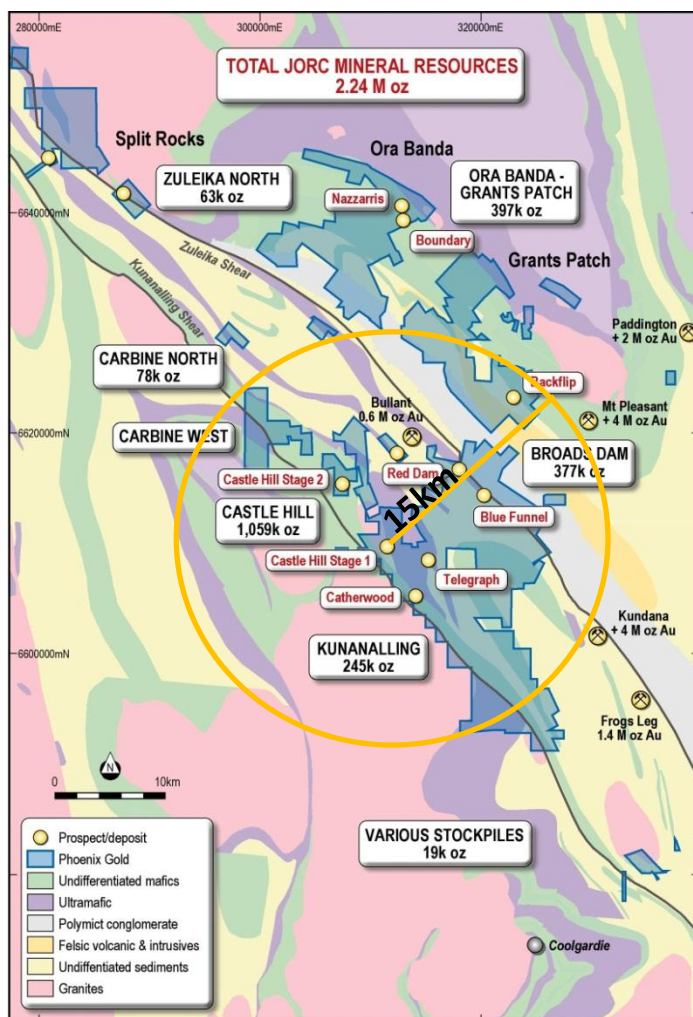 280000mE
300000mE
320000mE
TOTAL JORC MINERAL RESOURCES
2.24 M oz
Split Rocks
Ora Banda
ZULEIKA NORTH
63k oz
ORA BANDA -
GRANTS PATCH
397k oz
Nazzarris
6640000mN
Boundary
Zuleika Shear
Grants Patch
Kunanalling Shear
Paddington
+ 2 M oz Au
CARBINE NORTH
78k oz
Backflip
Bullant
0.6 M oz Au
Mt Pleasant
+ 4 M oz Au
6620000mN
CARBINE WEST
BROADS DAM
377k oz
Red Dam
Castle Hill Stage 2
15km
CASTLE HILL
1,059k oz
Blue Funnel
Castle Hill Stage 1
Telegraph
Catherwood
Kundana
+ 4 M oz Au
KUNANALLING
245k oz
6600000mN
Frogs Leg
1.4 M oz Au
N
0
10km
VARIOUS STOCKPILES
19k oz
Prospect/deposit
Phoenix Gold
Undifferentiated mafics
Ultramafic
Polymict conglomerate
Felsic volcanic & intrusives
Undiffentiated sediments
Granites
Coolgardie